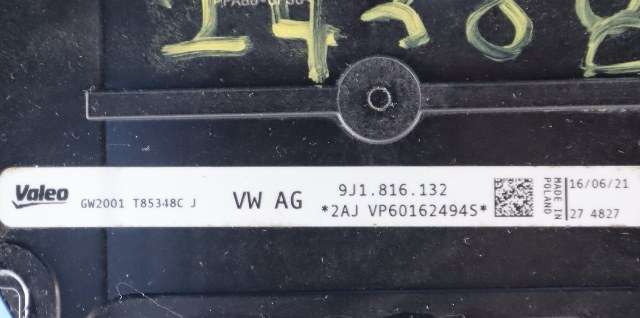 Valeo
GW2001 T85348C J
VW AG
9J1.816.132
*2AJ VP60162494S*
MADE IN
POLAND
16/06/21
27 4827